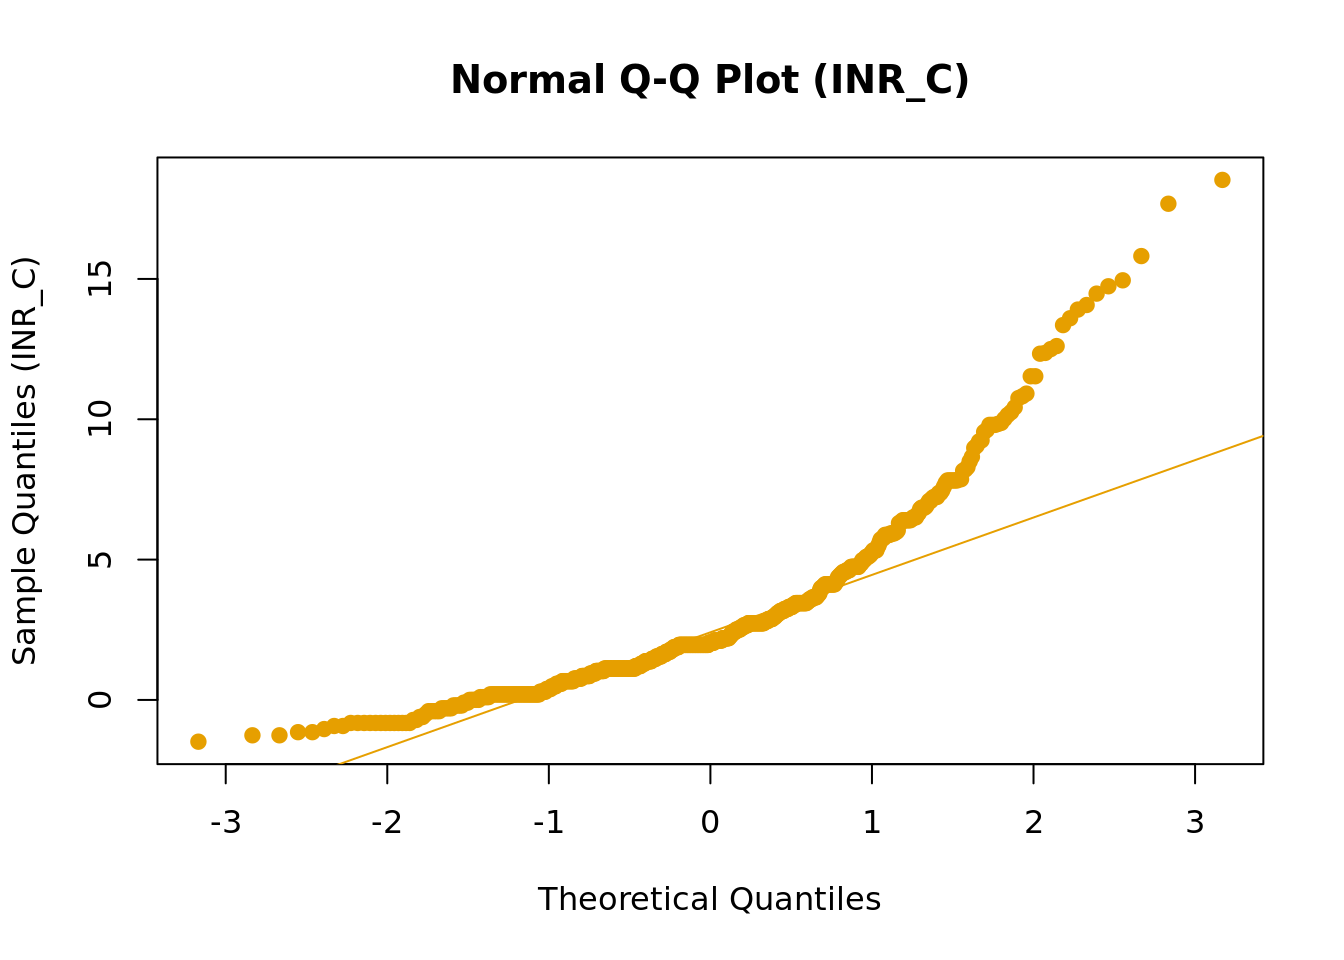 Normal Q-Q Plot (INR_C)
Sample Quantiles (INR_C)
15
10
5
0
-3 -2 -1 0 1 2 3
Theoretical Quantiles